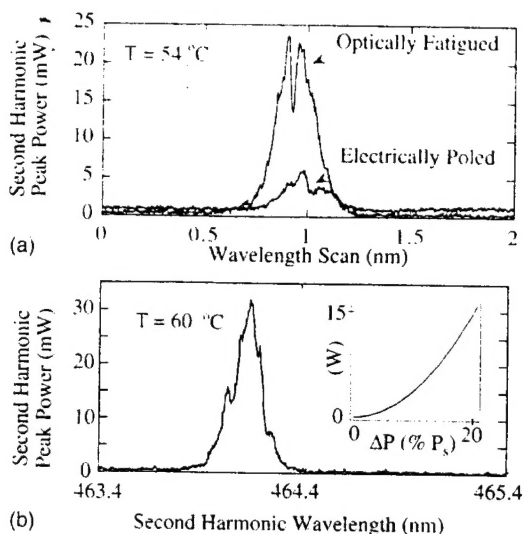 Second Harmonic
Peak Power (mW)
25
20
15
10
5
0
T = 54 °C
Optically Fatigued
Electrically Poled
0
0.5
1
1.5
2
(a)
Wavelength Scan (nm)
Second Harmonic
Peak Power (mW)
30
20
10
0
T = 60 °C
15
(W)
0
0
20
ΔP (% Ps)
463.4
464.4
465.4
(b)
Second Harmonic Wavelength (nm)